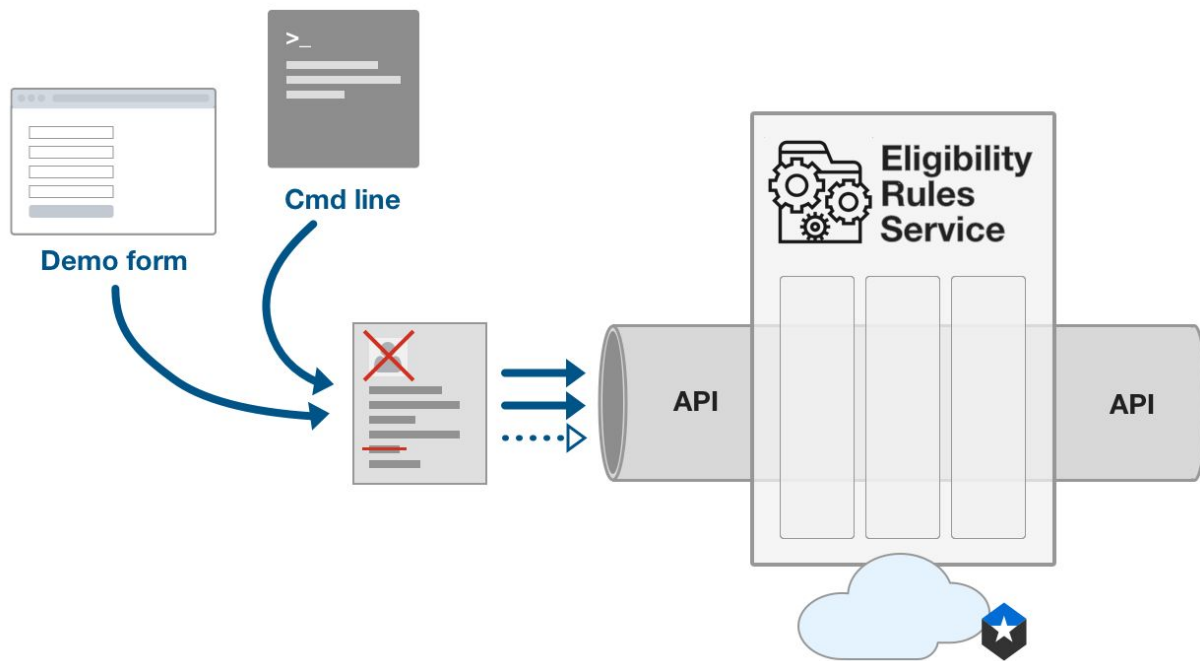 >_
Cmd line
Demo form
Eligibility
Rules
Service
API
API